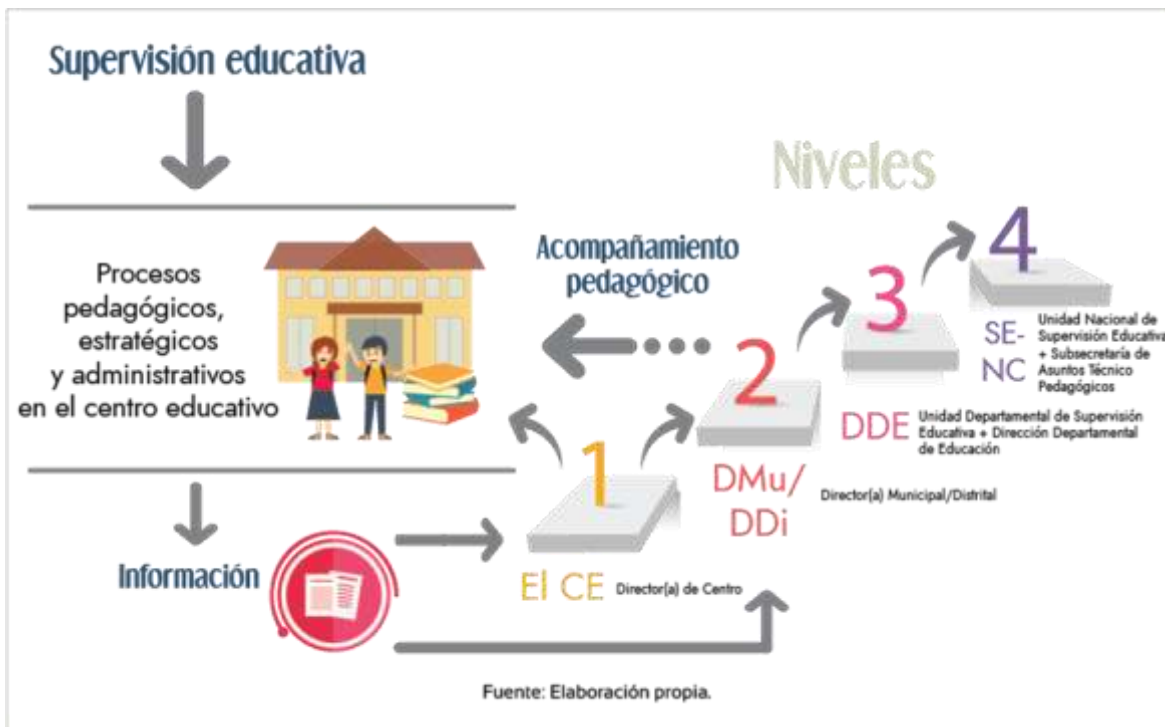 Supervisión educativa
Niveles
Procesos
pedagógicos,
estratégicos
y administrativos
en el centro educativo
Acompañamiento
pedagógico
Información
1
El CE
Director(a) de Centro
2
DMu/
DDi
Director(a) Municipal/Distrital
3
DDE
Unidad Departamental de Supervisión
Educativa + Dirección Departamental
de Educación
4
SE-
NC
Unidad Nacional de
Supervisión Educativa
+ Subsecretaría de
Asuntos Técnico
Pedagógicos
Fuente: Elaboración propia.